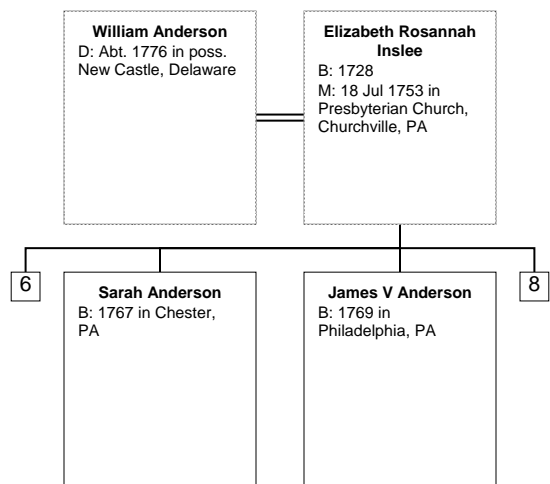 William Anderson
D: Abt. 1776 in poss.
New Castle, Delaware
Elizabeth Rosannah
Inslee
B: 1728
M: 18 Jul 1753 in
Presbyterian Church,
Churchville, PA
6
Sarah Anderson
B: 1767 in Chester,
PA
James V Anderson
B: 1769 in
Philadelphia, PA
8